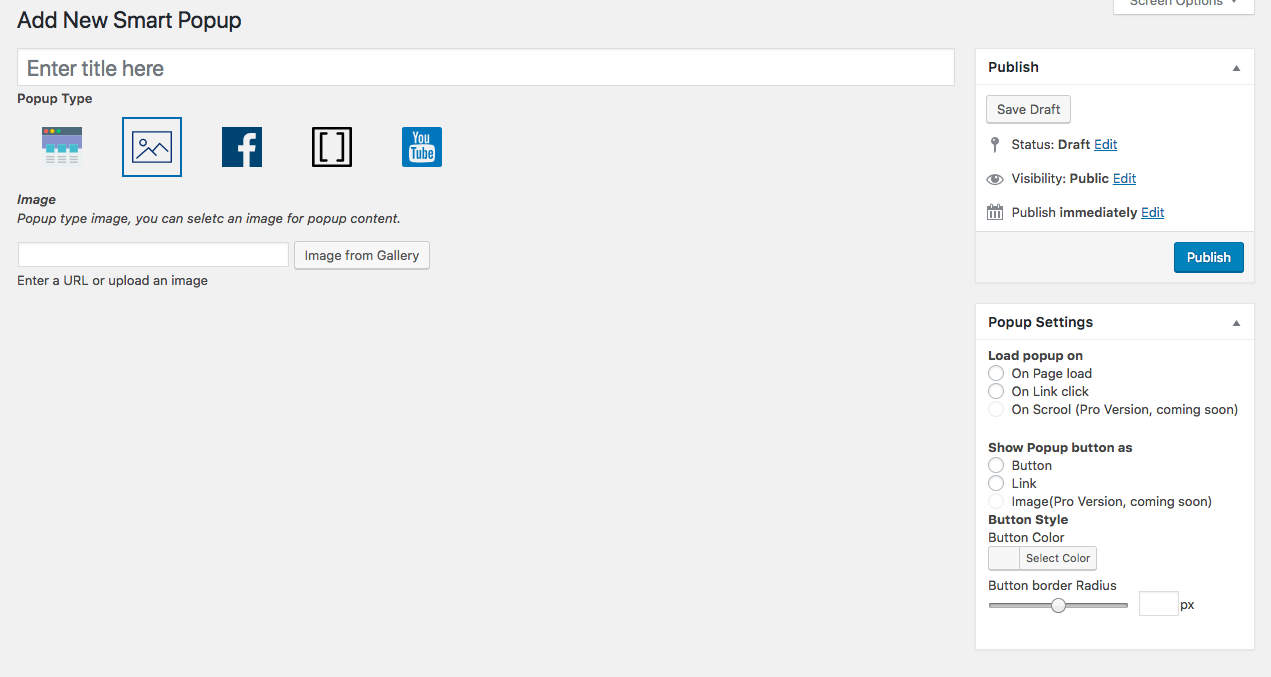 Screen Options
Add New Smart Popup
Enter title here
Popup Type
[ ]
You
Tube
Image
Popup type image, you can seletc an image for popup content.
Image from Gallery
Enter a URL or upload an image
Publish
Save Draft
Status: Draft Edit
Visibility: Public Edit
Publish immediately Edit
Publish
Popup Settings
Load popup on
On Page load
On Link click
On Scrool (Pro Version, coming soon)
Show Popup button as
Button
Link
Image(Pro Version, coming soon)
Button Style
Button Color
Select Color
Button border Radius
px